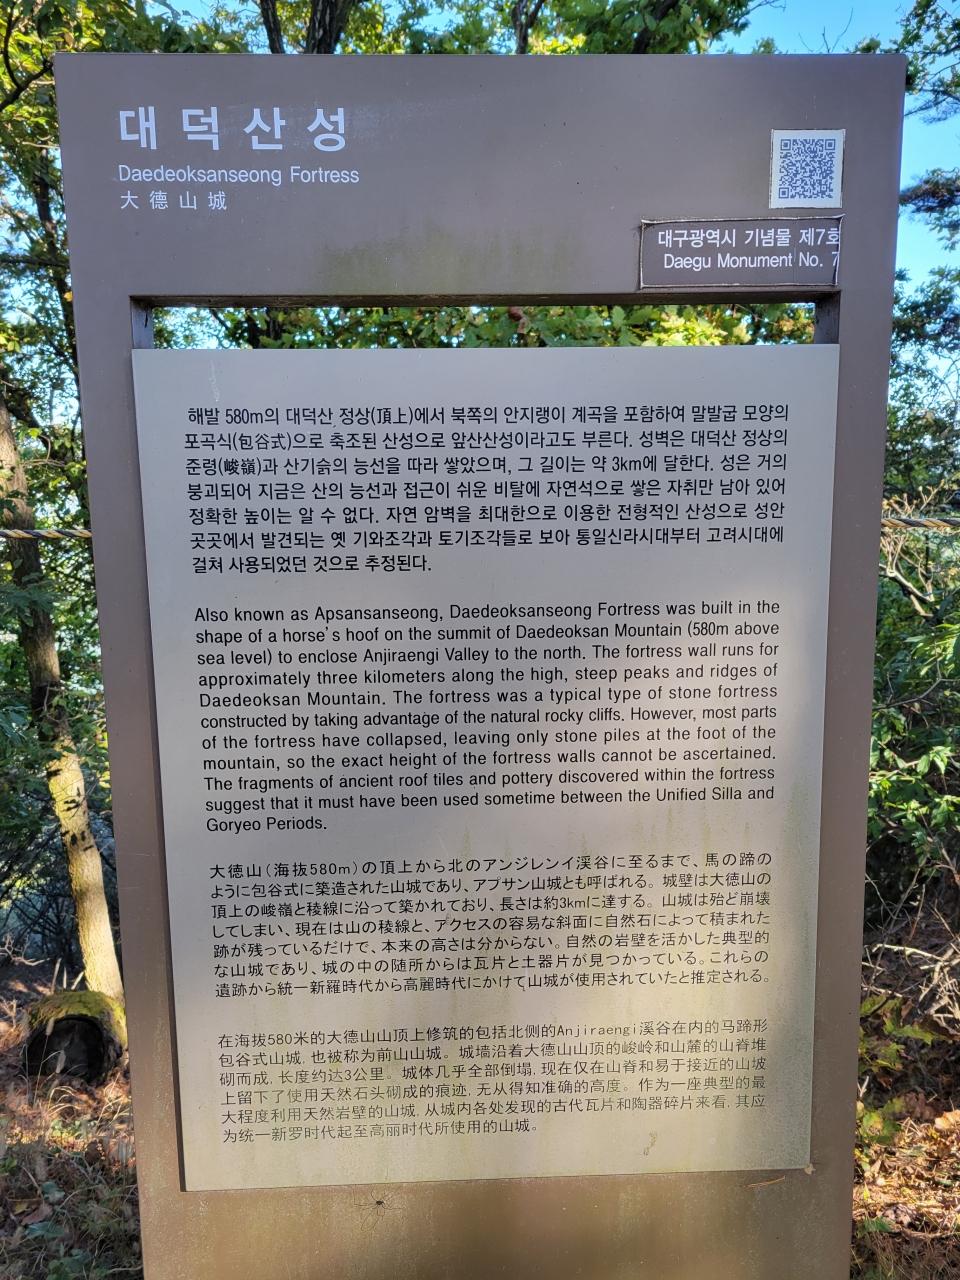 대덕산성
Daedeoksanseong Fortress
大德山城
대구광역시 기념물 제7호
Daegu Monument No. 7
해발 580m의 대덕산 정상(頂上)에서 북쪽의 안지랭이 계곡을 포함하여 말발굽 모양의
포곡식(包谷式)으로 축조된 산성으로 앞산산성이라고도 부른다. 성벽은 대덕산 정상의
준령(峻嶺)과 산기슭의 능선을 따라 쌓았으며, 그 길이는 약 3km에 달한다. 성은 거의
붕괴되어 지금은 산의 능선과 접근이 쉬운 비탈에 자연석으로 쌓은 자취만 남아 있어
정확한 높이는 알 수 없다. 자연 암벽을 최대한으로 이용한 전형적인 산성으로 성안
곳곳에서 발견되는 옛 기와조각과 토기조각들로 보아 통일신라시대부터 고려시대에
걸쳐 사용되었던 것으로 추정된다.
Also known as Apsansanseong, Daedeoksanseong Fortress was built in the
shape of a horse's hoof on the summit of Daedeoksan Mountain (580m above
sea level) to enclose Anjiraengi Valley to the north. The fortress wall runs for
approximately three kilometers along the high, steep peaks and ridges of
Daedeoksan Mountain. The fortress was a typical type of stone fortress
constructed by taking advantage of the natural rocky cliffs. However, most parts
of the fortress have collapsed, leaving only stone piles at the foot of the
mountain, so the exact height of the fortress walls cannot be ascertained.
The fragments of ancient roof tiles and pottery discovered within the fortress
suggest that it must have been used sometime between the Unified Silla and
Goryeo Periods.
大徳山(海抜580m)の頂上から北のアンジレンイ渓谷に至るまで、馬の蹄の
ように包谷式に築造された山城であり、アプサン山城とも呼ばれる。城壁は大徳山の
頂上の峻嶺と稜線に沿って築かれており、長さは約3kmに達する。山城は殆ど崩壊
してしまい、現在は山の稜線と、アクセスの容易な斜面に自然石によって積まれた
跡が残っているだけで、本来の高さは分からない。自然の岩壁を活かした典型的
な山城であり、城の中の随所からは瓦片と土器片が見つかっている。これらの
遺跡から統一新羅時代から高麗時代にかけて山城が使用されていたと推定される。
在海拔580米的大德山山顶上修筑的包括北侧的Anjiraengi溪谷在内的马蹄形
包谷式山城, 也被称为前山山城。城墙沿着大德山山顶的峻岭和山麓的山脊堆
砌而成, 长度约达3公里。城体几乎全部倒塌, 现在仅在山脊和易于接近的山坡
上留下了使用天然石头砌成的痕迹, 无从得知准确的高度。作为一座典型的最
大程度利用天然岩壁的山城, 从城内各处发现的古代瓦片和陶器碎片来看, 其应
为统一新罗时代起至高丽时代所使用的山城。